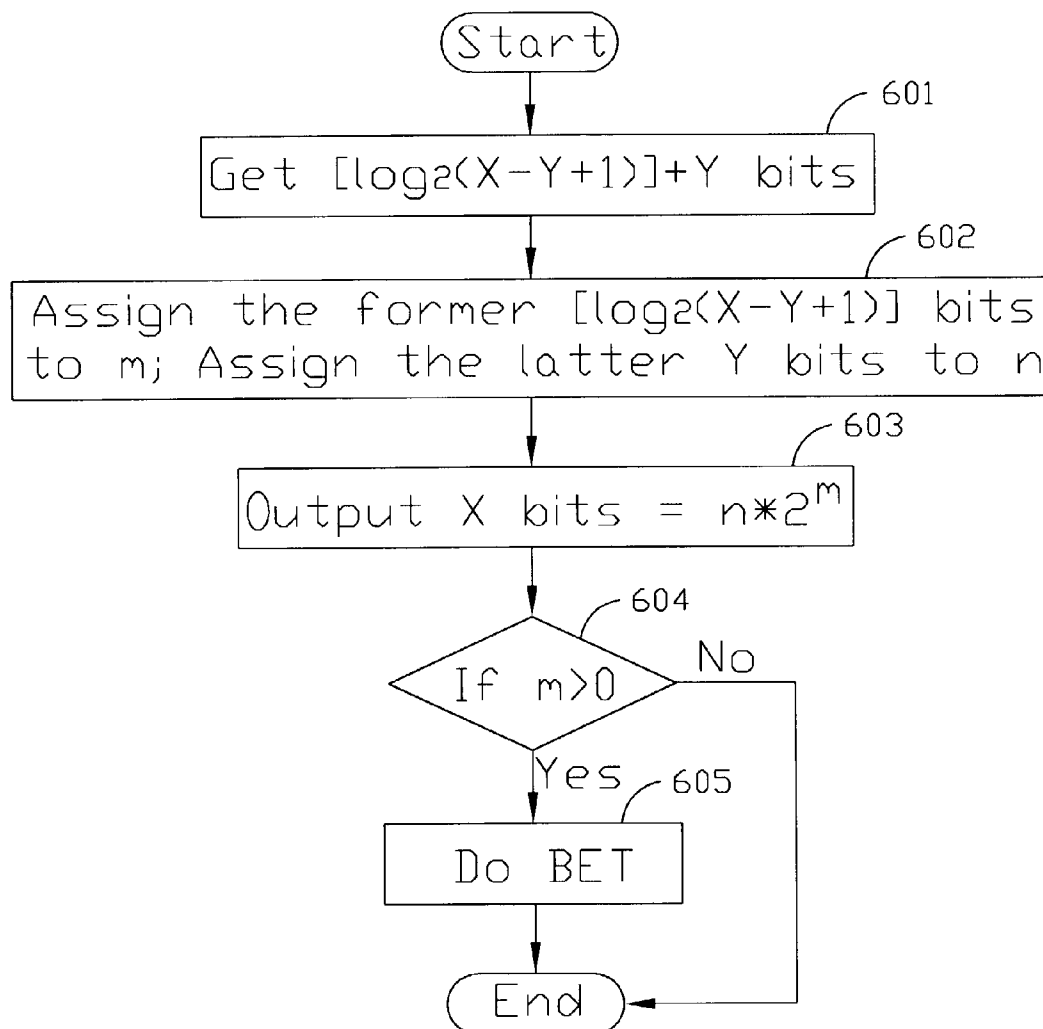 Start
601
Get [log2(X-Y+1)]+Y bits
602
Assign the former [log2(X-Y+1)] bits
to m; Assign the latter Y bits to n
603
Output X bits = n*2^m
604
If m>0
No
Yes
605
Do BET
End